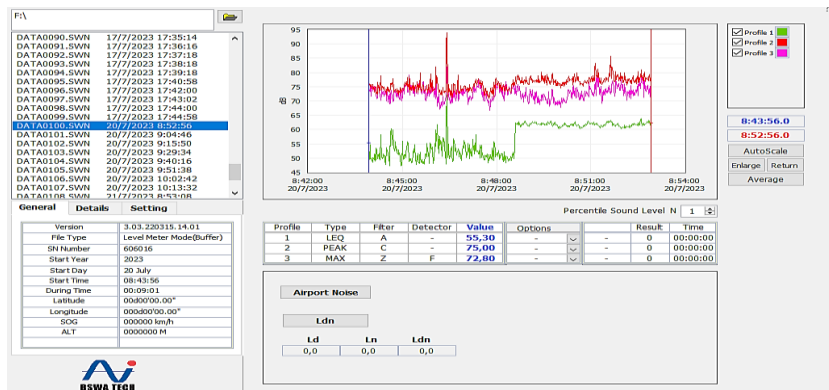 F:\
DATA0090.SWN 17/7/2023 17:35:14
DATA0091.SWN 17/7/2023 17:36:16
DATA0092.SWN 17/7/2023 17:37:18
DATA0093.SWN 17/7/2023 17:38:18
DATA0094.SWN 17/7/2023 17:39:18
DATA0095.SWN 17/7/2023 17:40:58
DATA0096.SWN 17/7/2023 17:42:00
DATA0097.SWN 17/7/2023 17:43:02
DATA0098.SWN 17/7/2023 17:44:00
DATA0099.SWN 17/7/2023 17:44:58
DATA0100.SWN 20/7/2023 8:52:56
DATA0101.SWN 20/7/2023 9:04:46
DATA0102.SWN 20/7/2023 9:15:50
DATA0103.SWN 20/7/2023 9:29:34
DATA0104.SWN 20/7/2023 9:40:16
DATA0105.SWN 20/7/2023 9:51:38
DATA0106.SWN 20/7/2023 10:02:42
DATA0107.SWN 20/7/2023 10:13:32
DATA0108.SWN 21/7/2023 8:53:08
General Details Setting
Version 3.03.220315.14.01
File Type Level Meter Mode(Buffer)
SN Number 606016
Start Year 2023
Start Day 20 July
Start Time 08:43:56
During Time 00:09:01
Latitude 00d00'00.00"
Longitude 000d00'00.00"
SOG 000000 km/h
ALT 0000000 M
BSWA TECH
dB
95
90
85
80
75
70
65
60
55
50
45
8:42:00 8:45:00 8:48:00 8:51:00 8:54:00
20/7/2023 20/7/2023 20/7/2023 20/7/2023 20/7/2023
Profile 1
Profile 2
Profile 3
8:43:56.0
8:52:56.0
AutoScale
Enlarge Return
Average
Percentile Sound Level N 1
Profile Type Filter Detector Value Options Result Time
1 LEQ A - 55,30 - - 0 00:00:00
2 PEAK C - 75,00 - - 0 00:00:00
3 MAX Z F 72,80 - - 0 00:00:00
Airport Noise
Ldn
Ld Ln Ldn
0,0 0,0 0,0